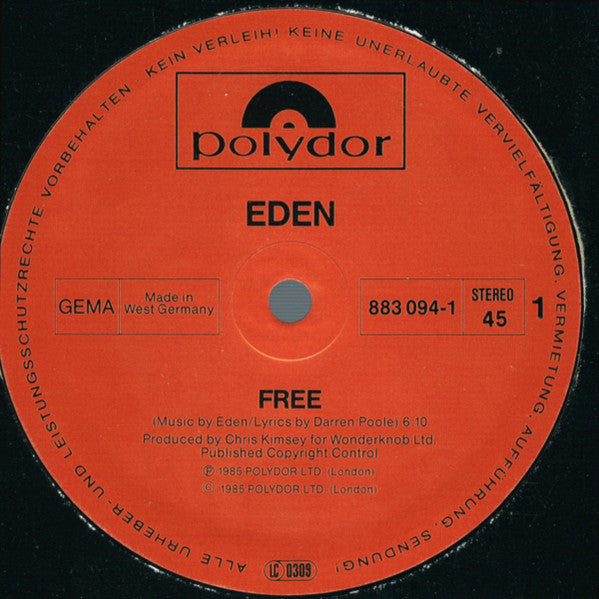 ALLE URHEBER- UND LEISTUNGSSCHUTZRECHTE VORBEHALTEN · KEIN VERLEIH! KEINE UNERLAUBTE VERVIELFÄLTIGUNG, VERMIETUNG, AUFFÜHRUNG, SENDUNG!
polydor
EDEN
GEMA
Made in
West Germany
883 094-1
STEREO
45
1
FREE
(Music by Eden/Lyrics by Darren Poole) 6:10
Produced by Chris Kimsey for Wonderknob Ltd.
Published Copyright Control
℗ 1985 POLYDOR LTD. (London)
© 1985 POLYDOR LTD. (London)
LC 0309